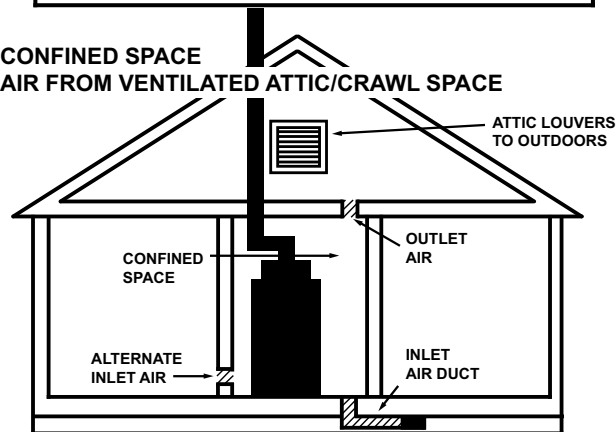 CONFINED SPACE
AIR FROM VENTILATED ATTIC/CRAWL SPACE
ATTIC LOUVERS
TO OUTDOORS
OUTLET
AIR
CONFINED
SPACE
ALTERNATE
INLET AIR
INLET
AIR DUCT